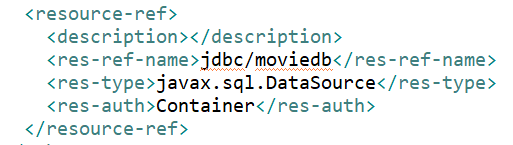 <resource-ref>
<description></description>
<res-ref-name>jdbc/moviedb</res-ref-name>
<res-type>javax.sql.DataSource</res-type>
<res-auth>Container</res-auth>
</resource-ref>